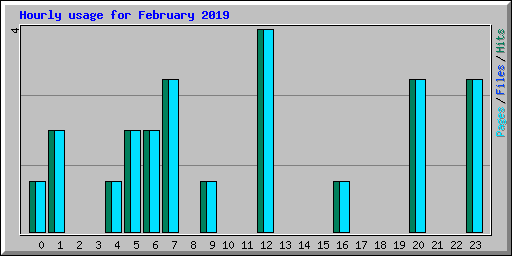 Hourly usage for February 2019
4
Pages/Files/Hits
0 1 2 3 4 5 6 7 8 9 10 11 12 13 14 15 16 17 18 19 20 21 22 23